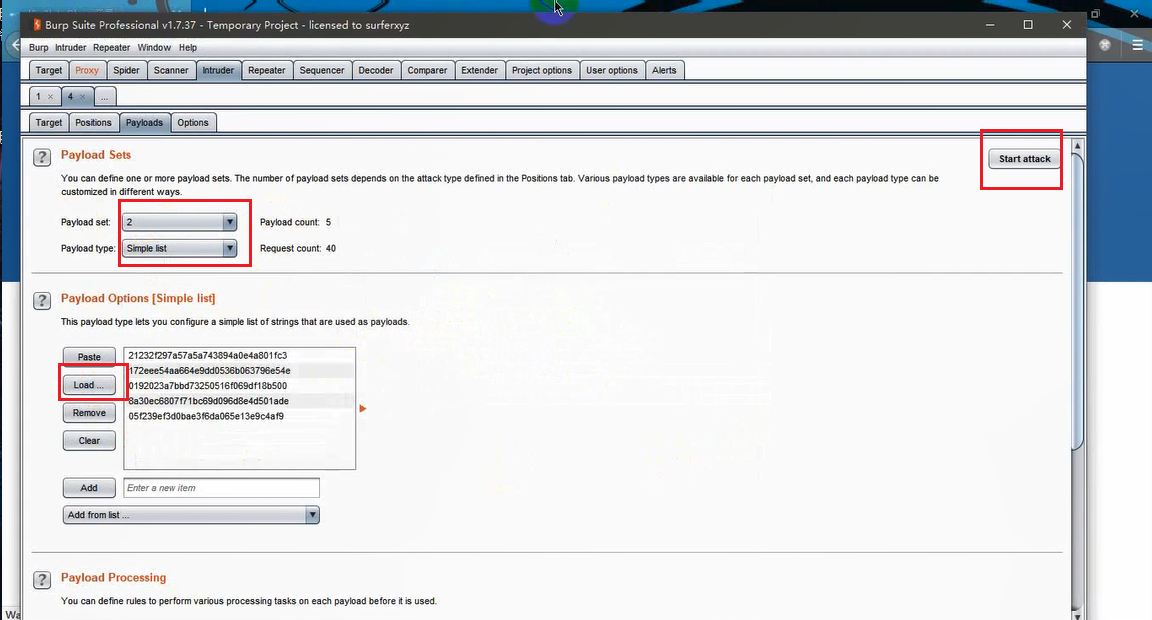 Burp Suite Professional v1.7.37 - Temporary Project - licensed to surferxyz
Burp Intruder Repeater Window Help
Target Proxy Spider Scanner Intruder Repeater Sequencer Decoder Comparer Extender Project options User options Alerts
1 × 4 × ...
Target Positions Payloads Options
? Payload Sets
Start attack
You can define one or more payload sets. The number of payload sets depends on the attack type defined in the Positions tab. Various payload types are available for each payload set, and each payload type can be
customized in different ways.
Payload set: 2 Payload count: 5
Payload type: Simple list Request count: 40
? Payload Options [Simple list]
This payload type lets you configure a simple list of strings that are used as payloads.
Paste
Load ...
Remove
Clear
21232f297a57a5a743894a0e4a801fc3
172eee54aa664e9dd0536b063796e54e
0192023a7bbd73250516f069df18b500
8a30ec6807f71bc69d096d8e4d501ade
05f239ef3d0bae3f6da065e13e9c4af9
Add Enter a new item
Add from list ...
? Payload Processing
You can define rules to perform various processing tasks on each payload before it is used.
Wa